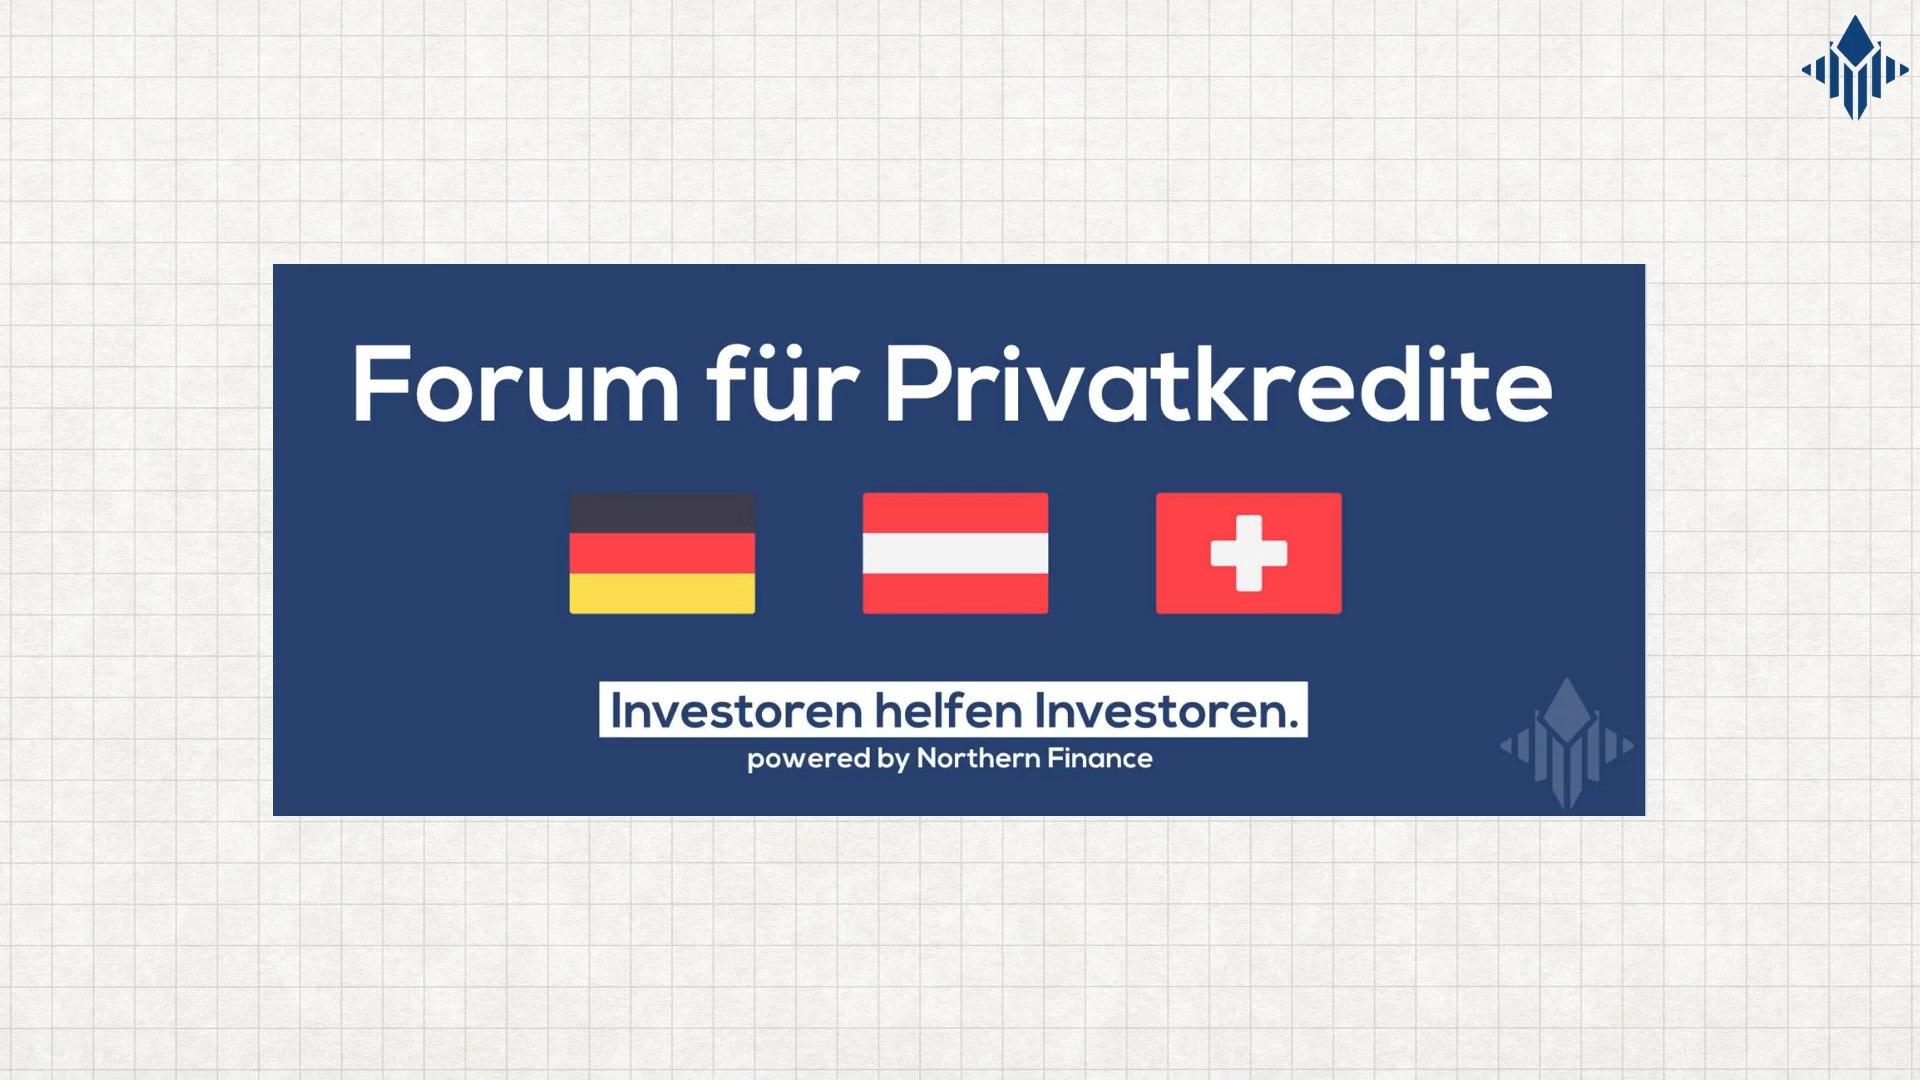 Forum für Privatkredite
Investoren helfen Investoren.
powered by Northern Finance